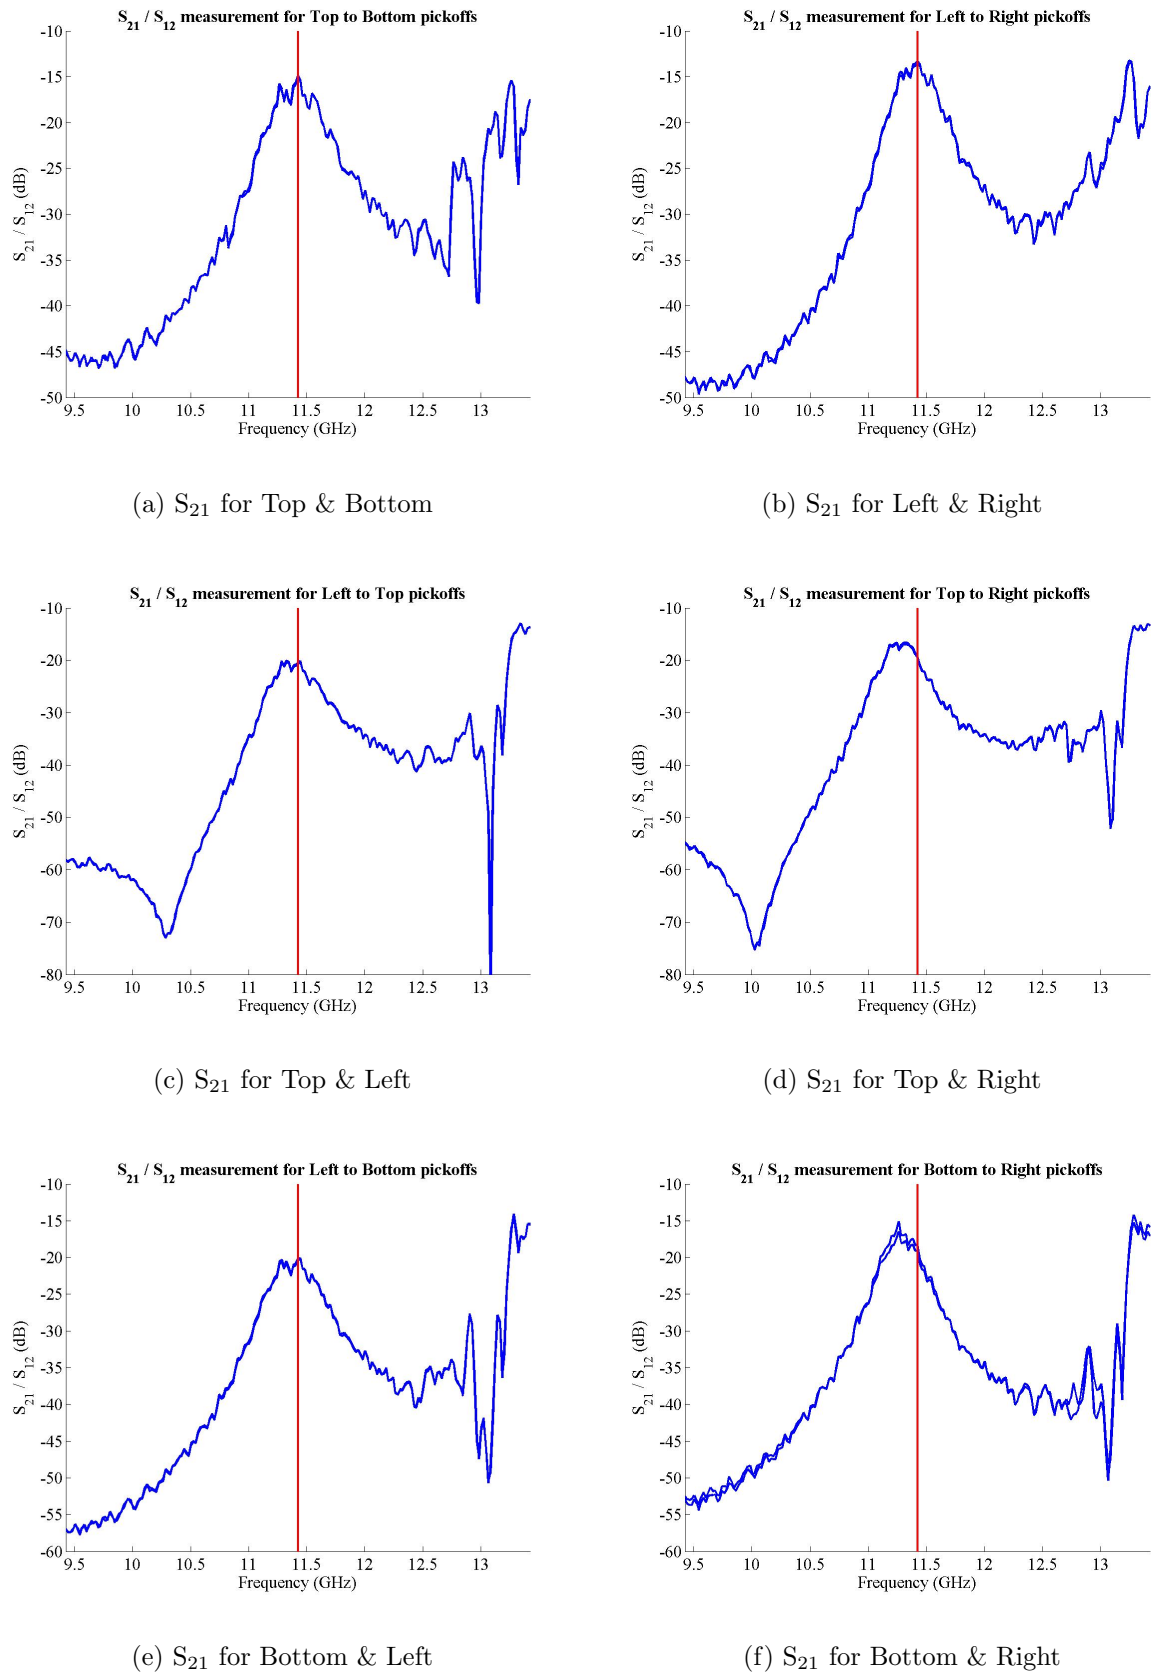 S21 / S12 measurement for Top to Bottom pickoffs
-10
-15
-20
-25
-30
-35
-40
-45
-50
S21 / S12 (dB)
9.5 10 10.5 11 11.5 12 12.5 13
Frequency (GHz)
(a) S21 for Top & Bottom
S21 / S12 measurement for Left to Right pickoffs
-10
-15
-20
-25
-30
-35
-40
-45
-50
S21 / S12 (dB)
9.5 10 10.5 11 11.5 12 12.5 13
Frequency (GHz)
(b) S21 for Left & Right
S21 / S12 measurement for Left to Top pickoffs
-10
-20
-30
-40
-50
-60
-70
-80
S21 / S12 (dB)
9.5 10 10.5 11 11.5 12 12.5 13
Frequency (GHz)
(c) S21 for Top & Left
S21 / S12 measurement for Top to Right pickoffs
-10
-20
-30
-40
-50
-60
-70
-80
S21 / S12 (dB)
9.5 10 10.5 11 11.5 12 12.5 13
Frequency (GHz)
(d) S21 for Top & Right
S21 / S12 measurement for Left to Bottom pickoffs
-10
-15
-20
-25
-30
-35
-40
-45
-50
-55
-60
S21 / S12 (dB)
9.5 10 10.5 11 11.5 12 12.5 13
Frequency (GHz)
(e) S21 for Bottom & Left
S21 / S12 measurement for Bottom to Right pickoffs
-10
-15
-20
-25
-30
-35
-40
-45
-50
-55
-60
S21 / S12 (dB)
9.5 10 10.5 11 11.5 12 12.5 13
Frequency (GHz)
(f) S21 for Bottom & Right